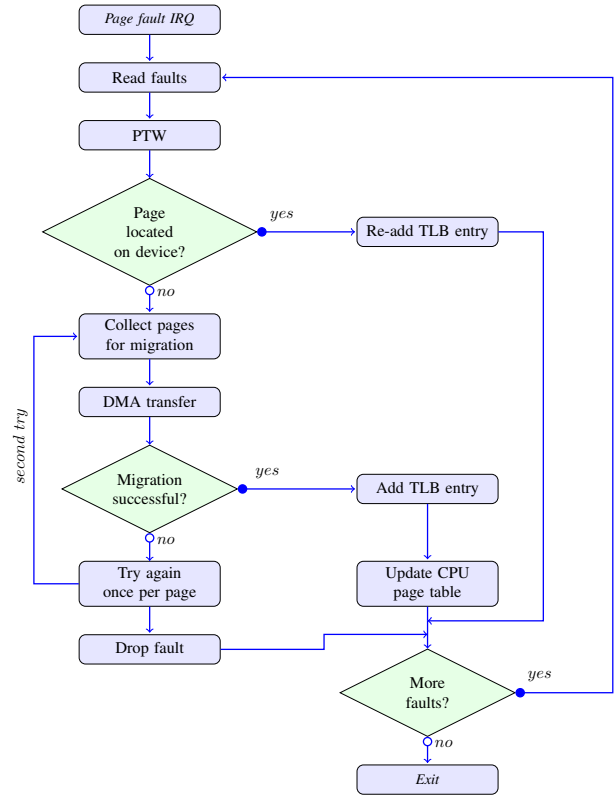 Page fault IRQ
Read faults
PTW
Page
located
on device?
yes
Re-add TLB entry
no
Collect pages
for migration
DMA transfer
second try
Migration
successful?
yes
Add TLB entry
no
Try again
once per page
Update CPU
page table
Drop fault
More
faults?
yes
no
Exit